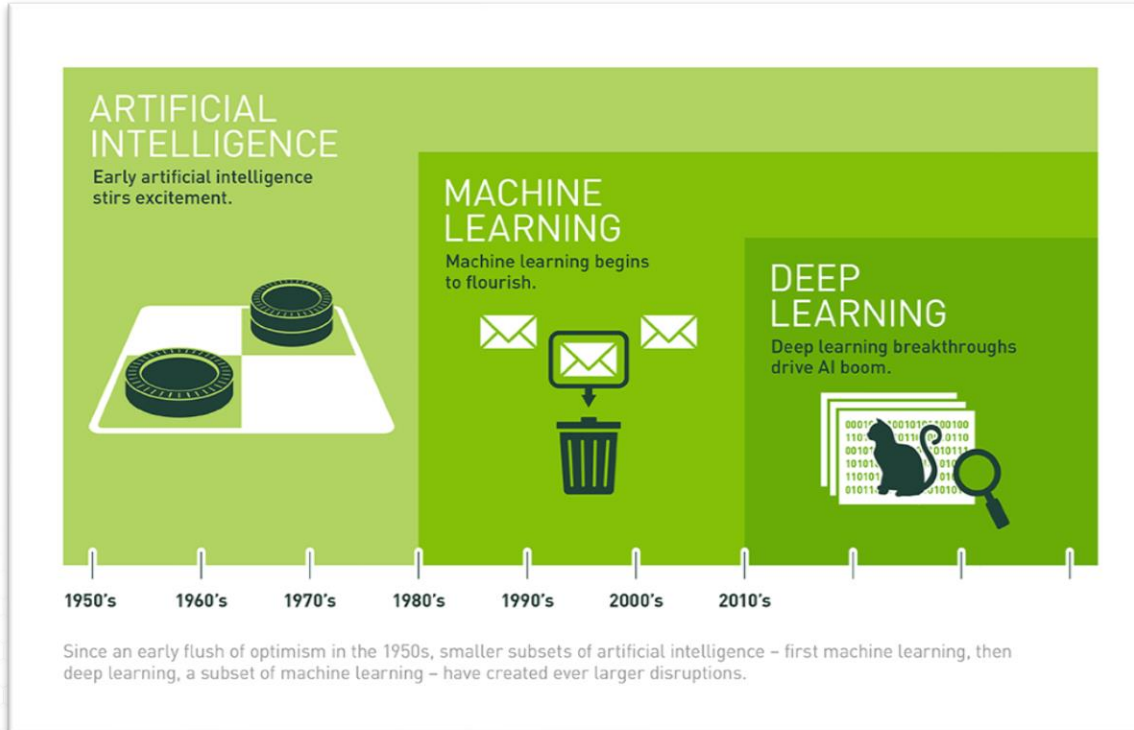 ARTIFICIAL
INTELLIGENCE
Early artificial intelligence
stirs excitement.
MACHINE
LEARNING
Machine learning begins
to flourish.
DEEP
LEARNING
Deep learning breakthroughs
drive AI boom.
1950's 1960's 1970's 1980's 1990's 2000's 2010's
Since an early flush of optimism in the 1950s, smaller subsets of artificial intelligence – first machine learning, then
deep learning, a subset of machine learning – have created ever larger disruptions.